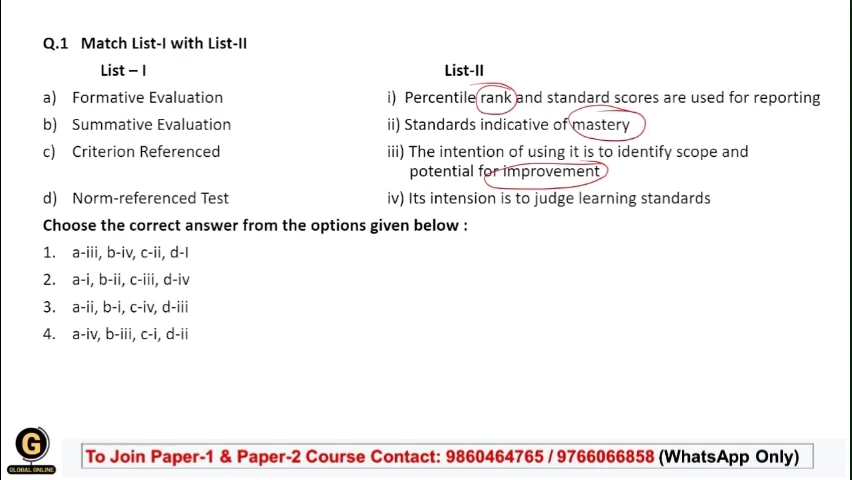 Q.1 Match List-I with List-II
List – I List-II
a) Formative Evaluation i) Percentile rank and standard scores are used for reporting
b) Summative Evaluation ii) Standards indicative of mastery
c) Criterion Referenced iii) The intention of using it is to identify scope and
potential for improvement
d) Norm-referenced Test iv) Its intension is to judge learning standards
Choose the correct answer from the options given below :
1. a-iii, b-iv, c-ii, d-I
2. a-i, b-ii, c-iii, d-iv
3. a-ii, b-i, c-iv, d-iii
4. a-iv, b-iii, c-i, d-ii
G
GLOBAL ONLINE
To Join Paper-1 & Paper-2 Course Contact: 9860464765 / 9766066858 (WhatsApp Only)